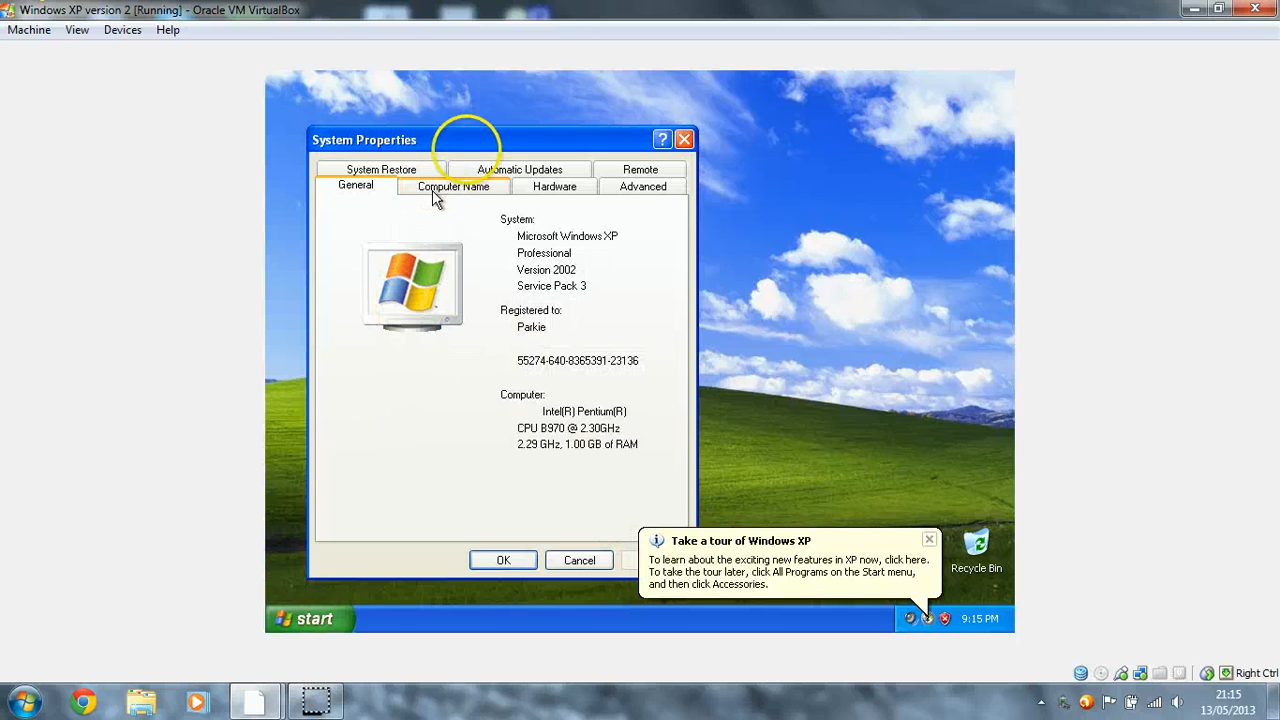 Windows XP version 2 [Running] - Oracle VM VirtualBox
Machine View Devices Help
System Properties
System Restore Automatic Updates Remote
General Computer Name Hardware Advanced
System:
Microsoft Windows XP
Professional
Version 2002
Service Pack 3
Registered to:
Parkie
55274-640-8365391-23136
Computer:
Intel(R) Pentium(R)
CPU B970 @ 2.30GHz
2.29 GHz, 1.00 GB of RAM
OK Cancel
Take a tour of Windows XP
To learn about the exciting new features in XP now, click here.
To take the tour later, click All Programs on the Start menu,
and then click Accessories.
Recycle Bin
start 9:15 PM
Right Ctrl
21:15
13/05/2013